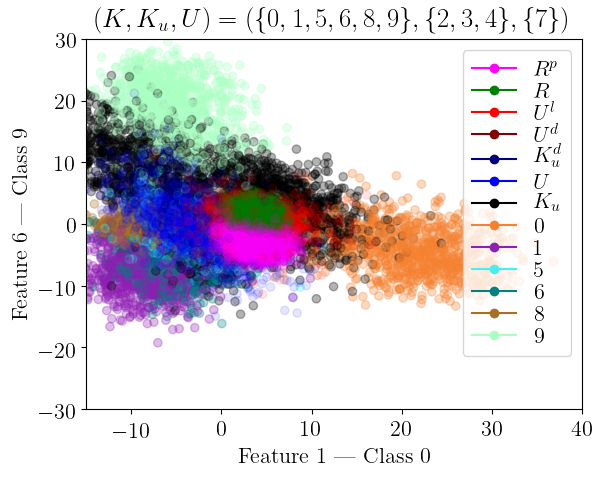 (K, K_u, U) = ({0, 1, 5, 6, 8, 9}, {2, 3, 4}, {7})
Feature 6 — Class 9
30
20
10
0
−10
−20
−30
−10
0
10
20
30
40
Feature 1 — Class 0
R^p
R
U^l
U^d
K_u^d
U
K_u
0
1
5
6
8
9